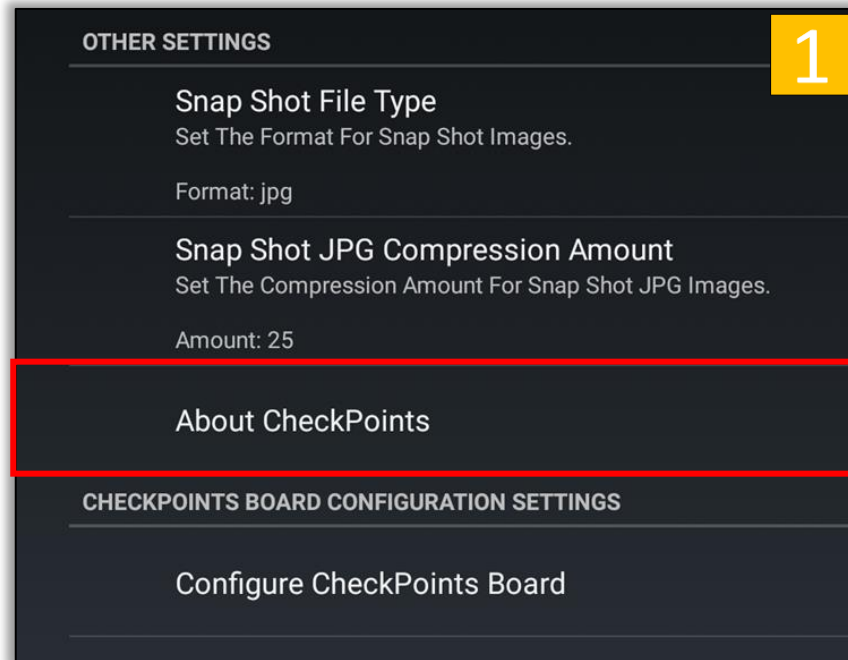 OTHER SETTINGS
1
Snap Shot File Type
Set The Format For Snap Shot Images.
Format: jpg
Snap Shot JPG Compression Amount
Set The Compression Amount For Snap Shot JPG Images.
Amount: 25
About CheckPoints
CHECKPOINTS BOARD CONFIGURATION SETTINGS
Configure CheckPoints Board